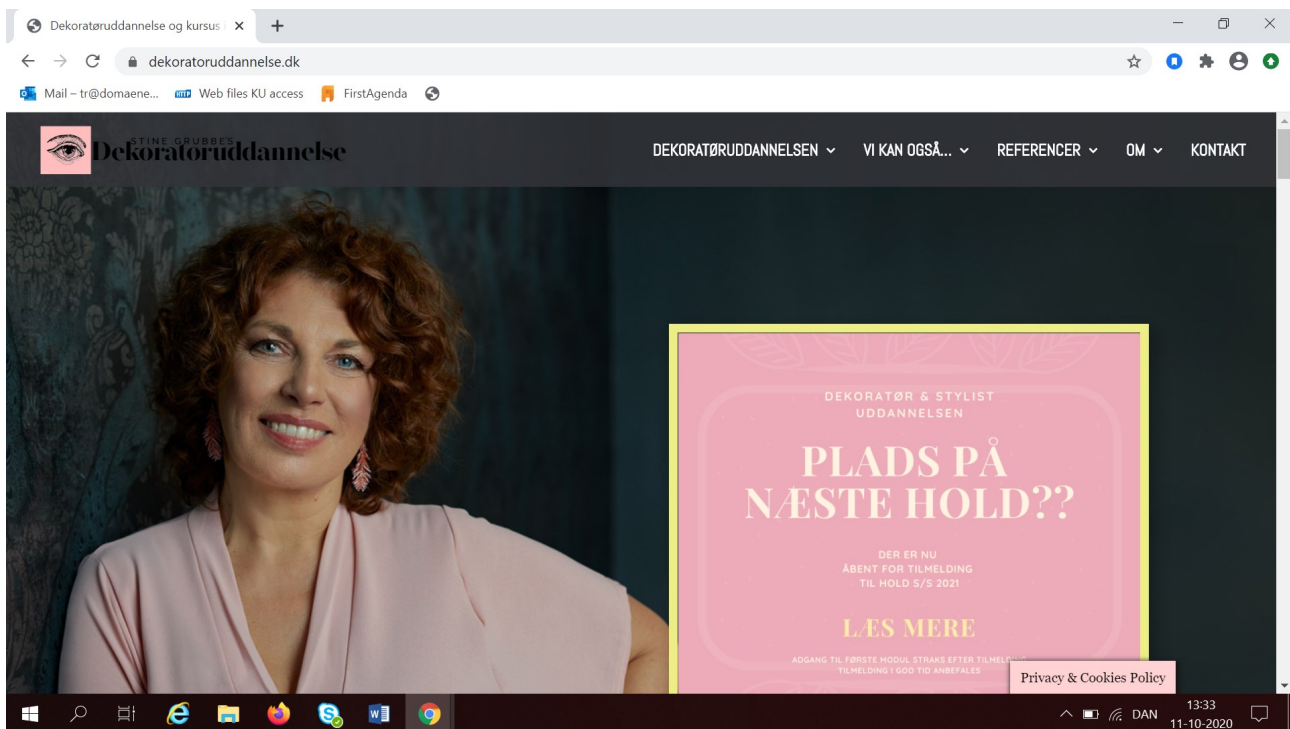 Dekoratøruddannelse og kursus i
dekoratoruddannelse.dk
Mail – tr@domaene... Web files KU access FirstAgenda
STINE GRUBBES
Dekoratoruddannelse
DEKORATØRUDDANNELSEN VI KAN OGSÅ... REFERENCER OM KONTAKT
DEKORATØR & STYLIST
UDDANNELSEN
PLADS PÅ
NÆSTE HOLD??
DER ER NU
ÅBENT FOR TILMELDING
TIL HOLD S/S 2021
LÆS MERE
ADGANG TIL FØRSTE MODUL STRAKS EFTER TILMELDING
TILMELDING I GOD TID ANBEFALES
Privacy & Cookies Policy
DAN
13:33
11-10-2020